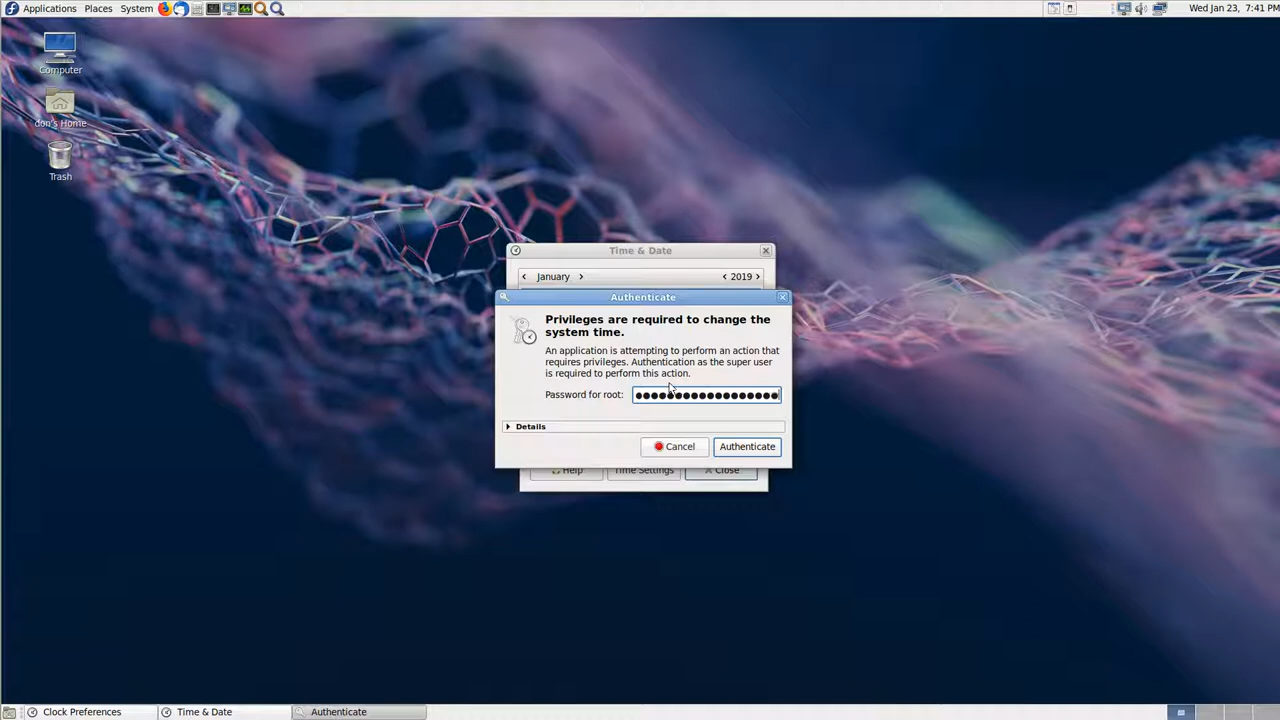 Applications Places System
Wed Jan 23, 7:41 PM
Computer
don's Home
Trash
Time & Date
January
2019
Authenticate
Privileges are required to change the
system time.
An application is attempting to perform an action that
requires privileges. Authentication as the super user
is required to perform this action.
Password for root:
Details
Cancel
Authenticate
Help
Time Settings
Close
Clock Preferences
Time & Date
Authenticate